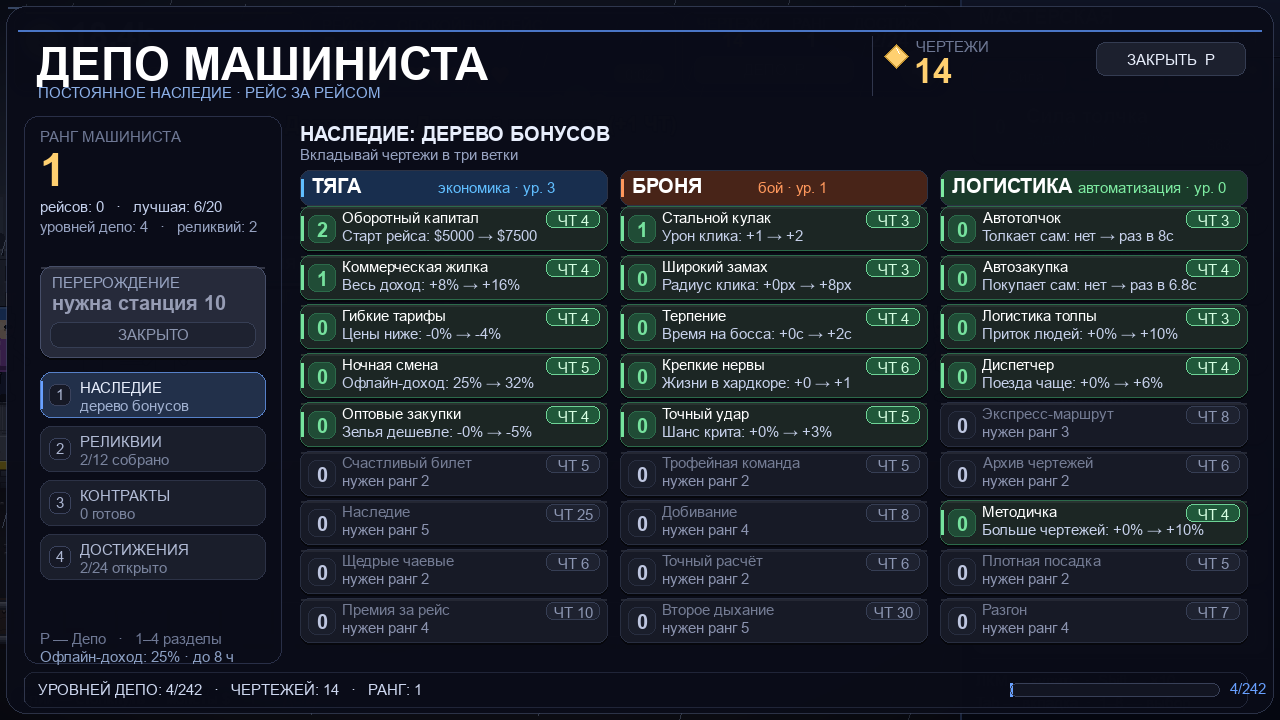 ДЕПО МАШИНИСТА
ПОСТОЯННОЕ НАСЛЕДИЕ · РЕЙС ЗА РЕЙСОМ
ЧЕРТЕЖИ
14
ЗАКРЫТЬ P
РАНГ МАШИНИСТА
1
рейсов: 0 · лучшая: 6/20
уровней депо: 4 · реликвий: 2
ПЕРЕРОЖДЕНИЕ
нужна станция 10
ЗАКРЫТО
1 НАСЛЕДИЕ
дерево бонусов
2 РЕЛИКВИИ
2/12 собрано
3 КОНТРАКТЫ
0 готово
4 ДОСТИЖЕНИЯ
2/24 открыто
P — Депо · 1–4 разделы
Офлайн-доход: 25% · до 8 ч
НАСЛЕДИЕ: ДЕРЕВО БОНУСОВ
Вкладывай чертежи в три ветки
ТЯГА экономика · ур. 3
2 Оборотный капитал ЧТ 4
Старт рейса: $5000 → $7500
1 Коммерческая жилка ЧТ 4
Весь доход: +8% → +16%
0 Гибкие тарифы ЧТ 4
Цены ниже: -0% → -4%
0 Ночная смена ЧТ 5
Офлайн-доход: 25% → 32%
0 Оптовые закупки ЧТ 4
Зелья дешевле: -0% → -5%
0 Счастливый билет ЧТ 5
нужен ранг 2
0 Наследие ЧТ 25
нужен ранг 5
0 Щедрые чаевые ЧТ 6
нужен ранг 2
0 Премия за рейс ЧТ 10
нужен ранг 4
БРОНЯ бой · ур. 1
1 Стальной кулак ЧТ 3
Урон клика: +1 → +2
0 Широкий замах ЧТ 3
Радиус клика: +0px → +8px
0 Терпение ЧТ 4
Время на босса: +0с → +2с
0 Крепкие нервы ЧТ 6
Жизни в хардкоре: +0 → +1
0 Точный удар ЧТ 5
Шанс крита: +0% → +3%
0 Трофейная команда ЧТ 5
нужен ранг 2
0 Добивание ЧТ 8
нужен ранг 4
0 Точный расчёт ЧТ 6
нужен ранг 2
0 Второе дыхание ЧТ 30
нужен ранг 5
ЛОГИСТИКА автоматизация · ур. 0
0 Автотолчок ЧТ 3
Толкает сам: нет → раз в 8с
0 Автозакупка ЧТ 4
Покупает сам: нет → раз в 6.8с
0 Логистика толпы ЧТ 3
Приток людей: +0% → +10%
0 Диспетчер ЧТ 4
Поезда чаще: +0% → +6%
0 Экспресс-маршрут ЧТ 8
нужен ранг 3
0 Архив чертежей ЧТ 6
нужен ранг 2
0 Методичка ЧТ 4
Больше чертежей: +0% → +10%
0 Плотная посадка ЧТ 5
нужен ранг 2
0 Разгон ЧТ 7
нужен ранг 4
УРОВНЕЙ ДЕПО: 4/242 · ЧЕРТЕЖЕЙ: 14 · РАНГ: 1
4/242